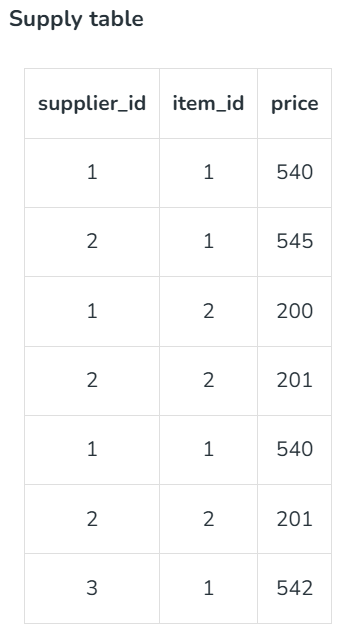 Supply table
supplier_id item_id price
1 1 540
2 1 545
1 2 200
2 2 201
1 1 540
2 2 201
3 1 542